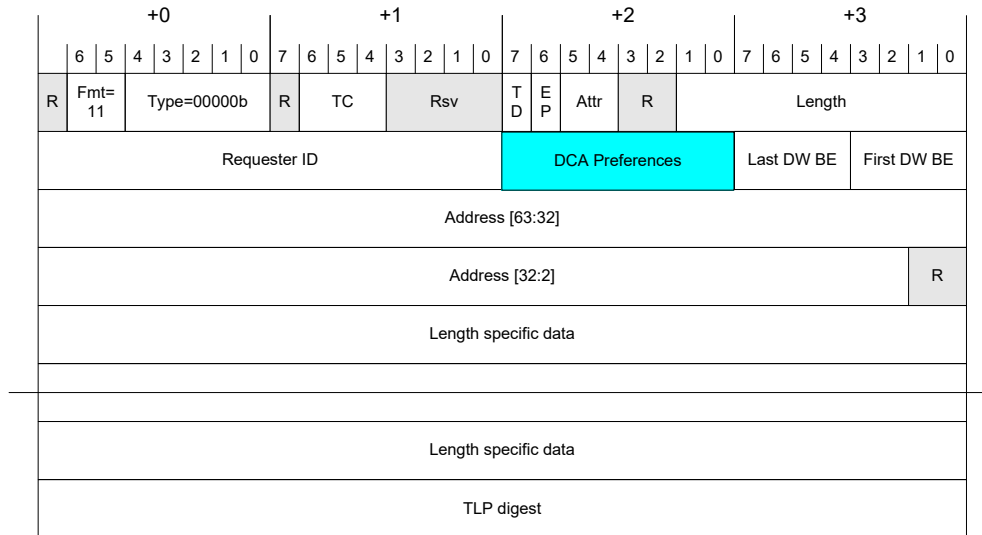 +0 +1 +2 +3
6 5 4 3 2 1 0 7 6 5 4 3 2 1 0 7 6 5 4 3 2 1 0 7 6 5 4 3 2 1 0
R Fmt= 11 Type=00000b R TC Rsv T D E P Attr R Length
Requester ID DCA Preferences Last DW BE First DW BE
Address [63:32]
Address [32:2] R
Length specific data
Length specific data
TLP digest